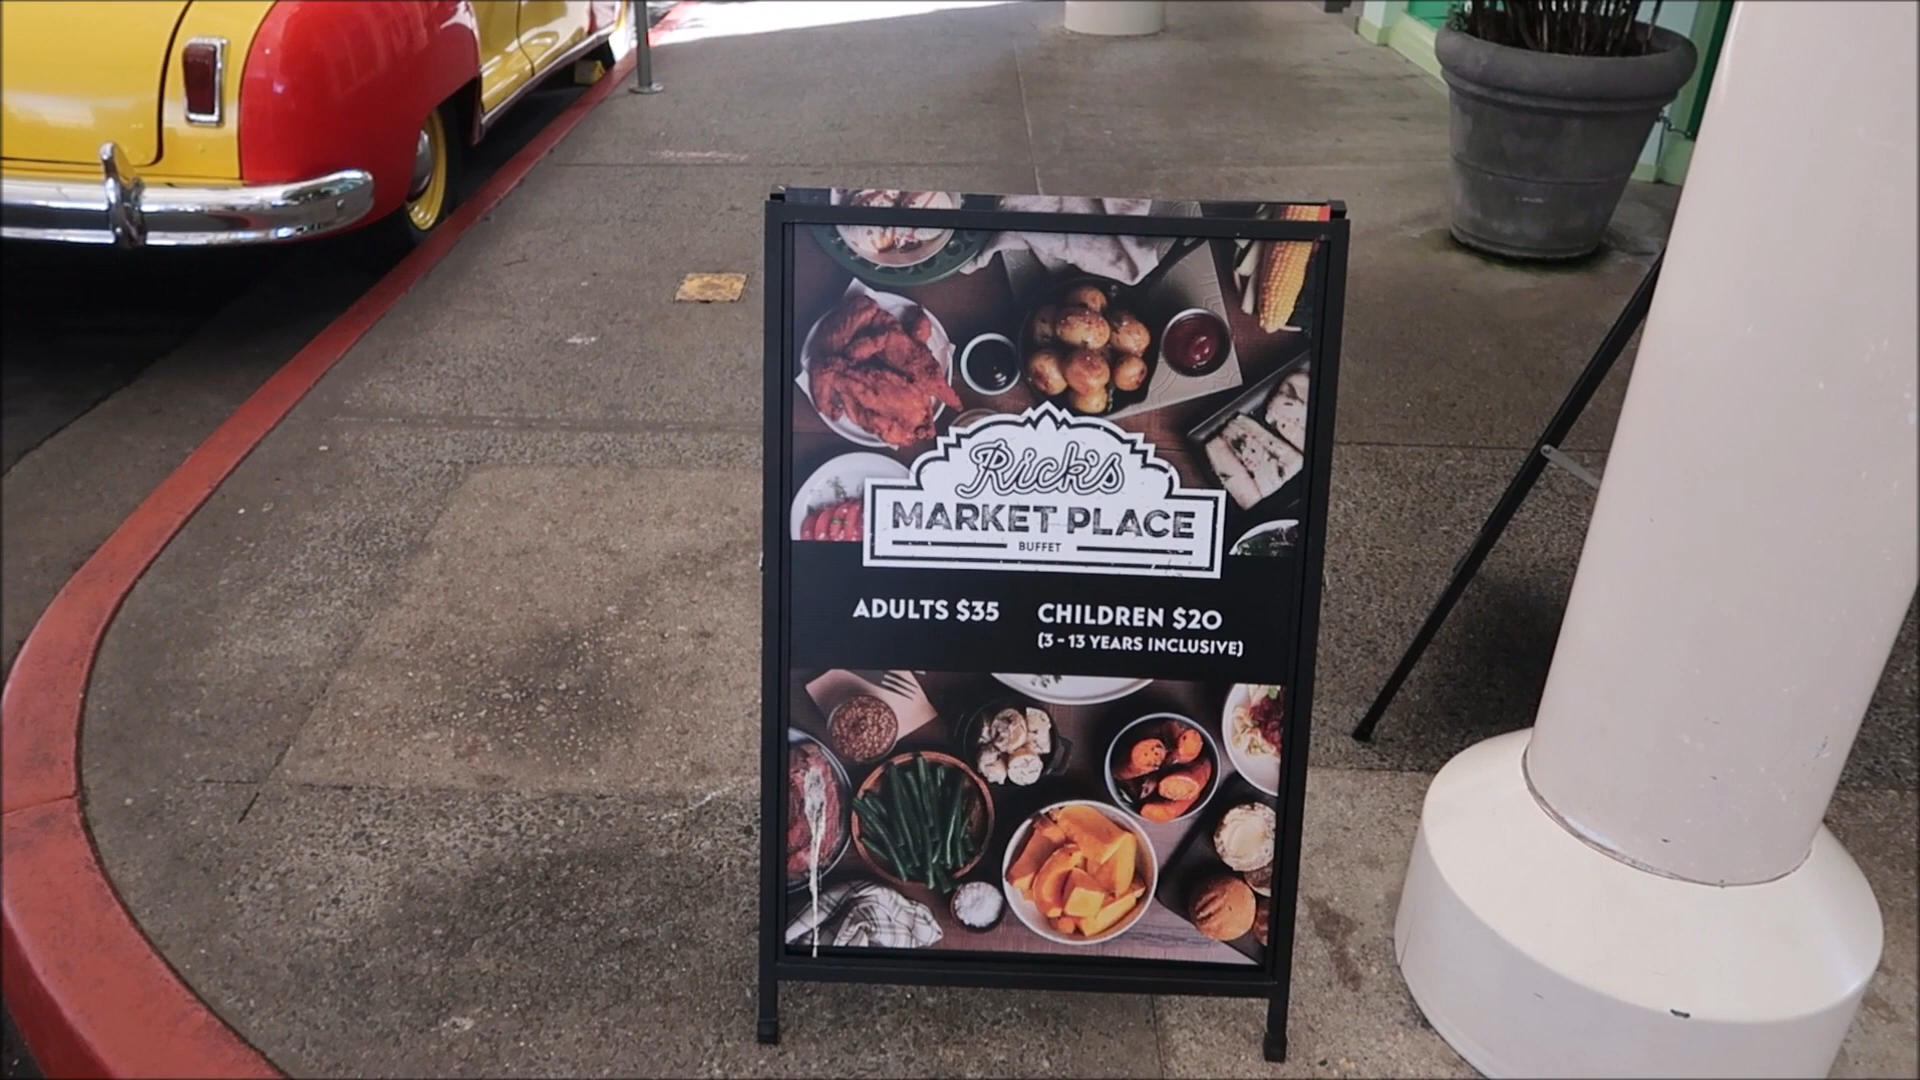 Rick's
MARKET PLACE
BUFFET
ADULTS $35
CHILDREN $20
(3 - 13 YEARS INCLUSIVE)